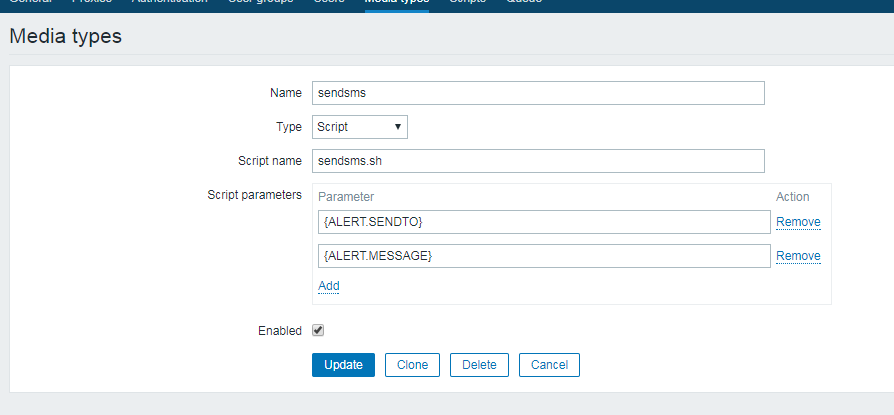 General Proxies Authentication User groups Users Media types Scripts Queue
Media types
Name sendsms
Type Script
Script name sendsms.sh
Script parameters Parameter Action
{ALERT.SENDTO} Remove
{ALERT.MESSAGE} Remove
Add
Enabled
Update Clone Delete Cancel